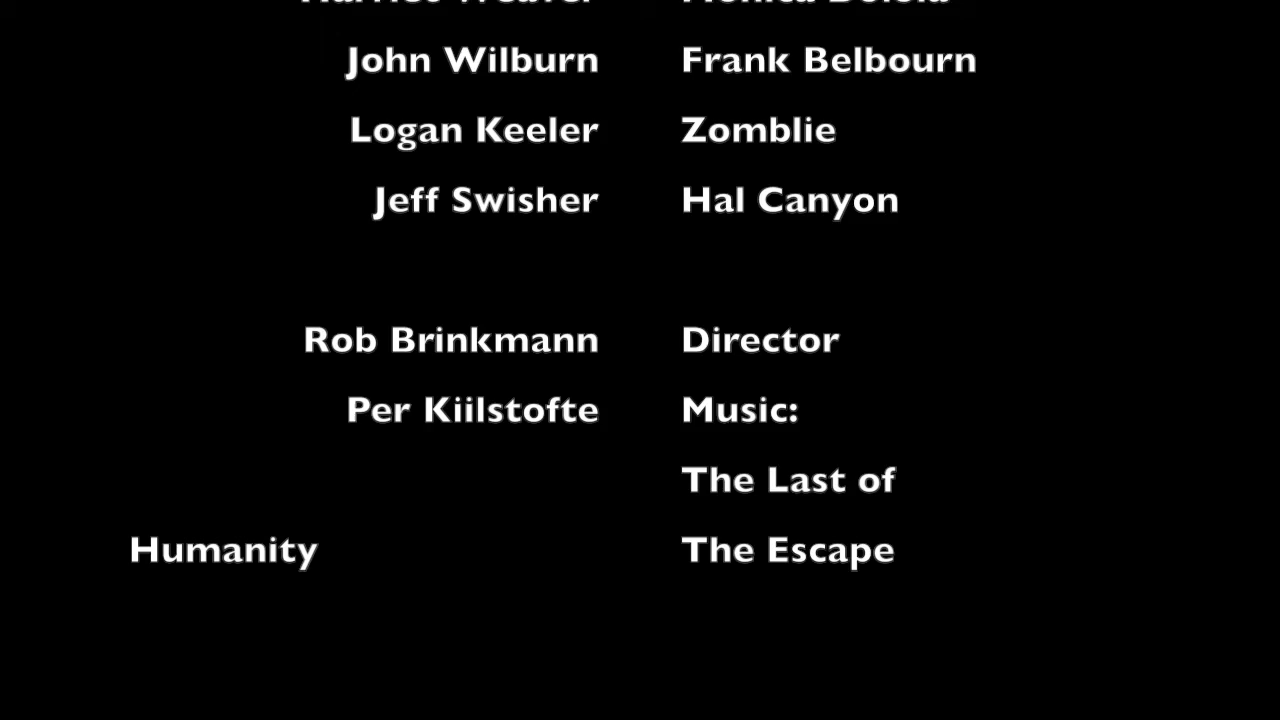 John Wilburn Frank Belbourn
Logan Keeler Zomblie
Jeff Swisher Hal Canyon
Rob Brinkmann Director
Per Kiilstofte Music:
The Last of
Humanity The Escape